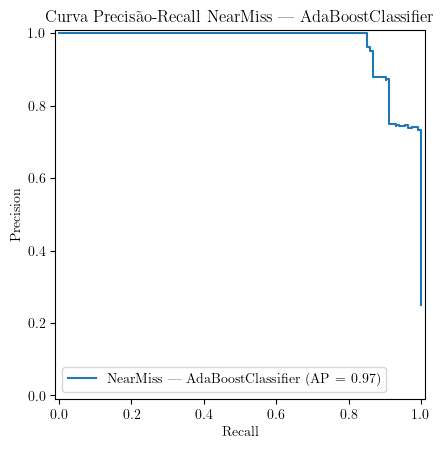 Curva Precisão-Recall NearMiss — AdaBoostClassifier
1.0
0.8
0.6
0.4
0.2
0.0
Precision
NearMiss — AdaBoostClassifier (AP = 0.97)
0.0 0.2 0.4 0.6 0.8 1.0
Recall